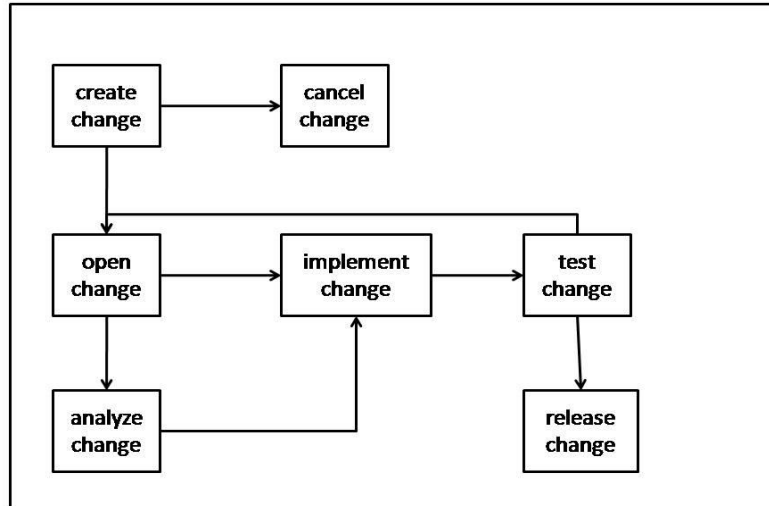 create
change
cancel
change
open
change
implement
change
test
change
analyze
change
release
change